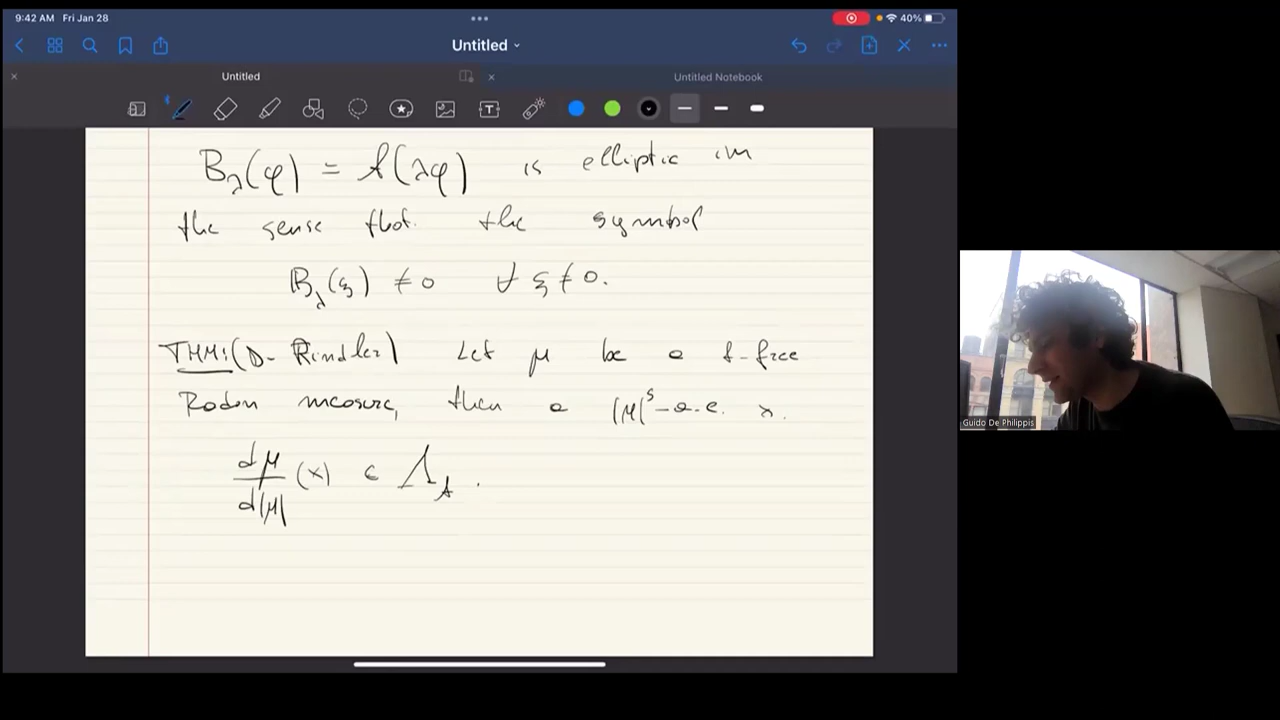 9:42 AM Fri Jan 28
40%
Untitled
Untitled
Untitled Notebook
B_λ(φ) = A(λφ) is elliptic in
the sense that. the symbol
B_λ(ξ) ≠ 0 ∀ ξ ≠ 0.
THM: (D- Rindler) Let μ be a A-free
Radon measure, then a |μ|^s -a.e. x.
dμ/d|μ| (x) ∈ Λ_A .
Guido De Philippis